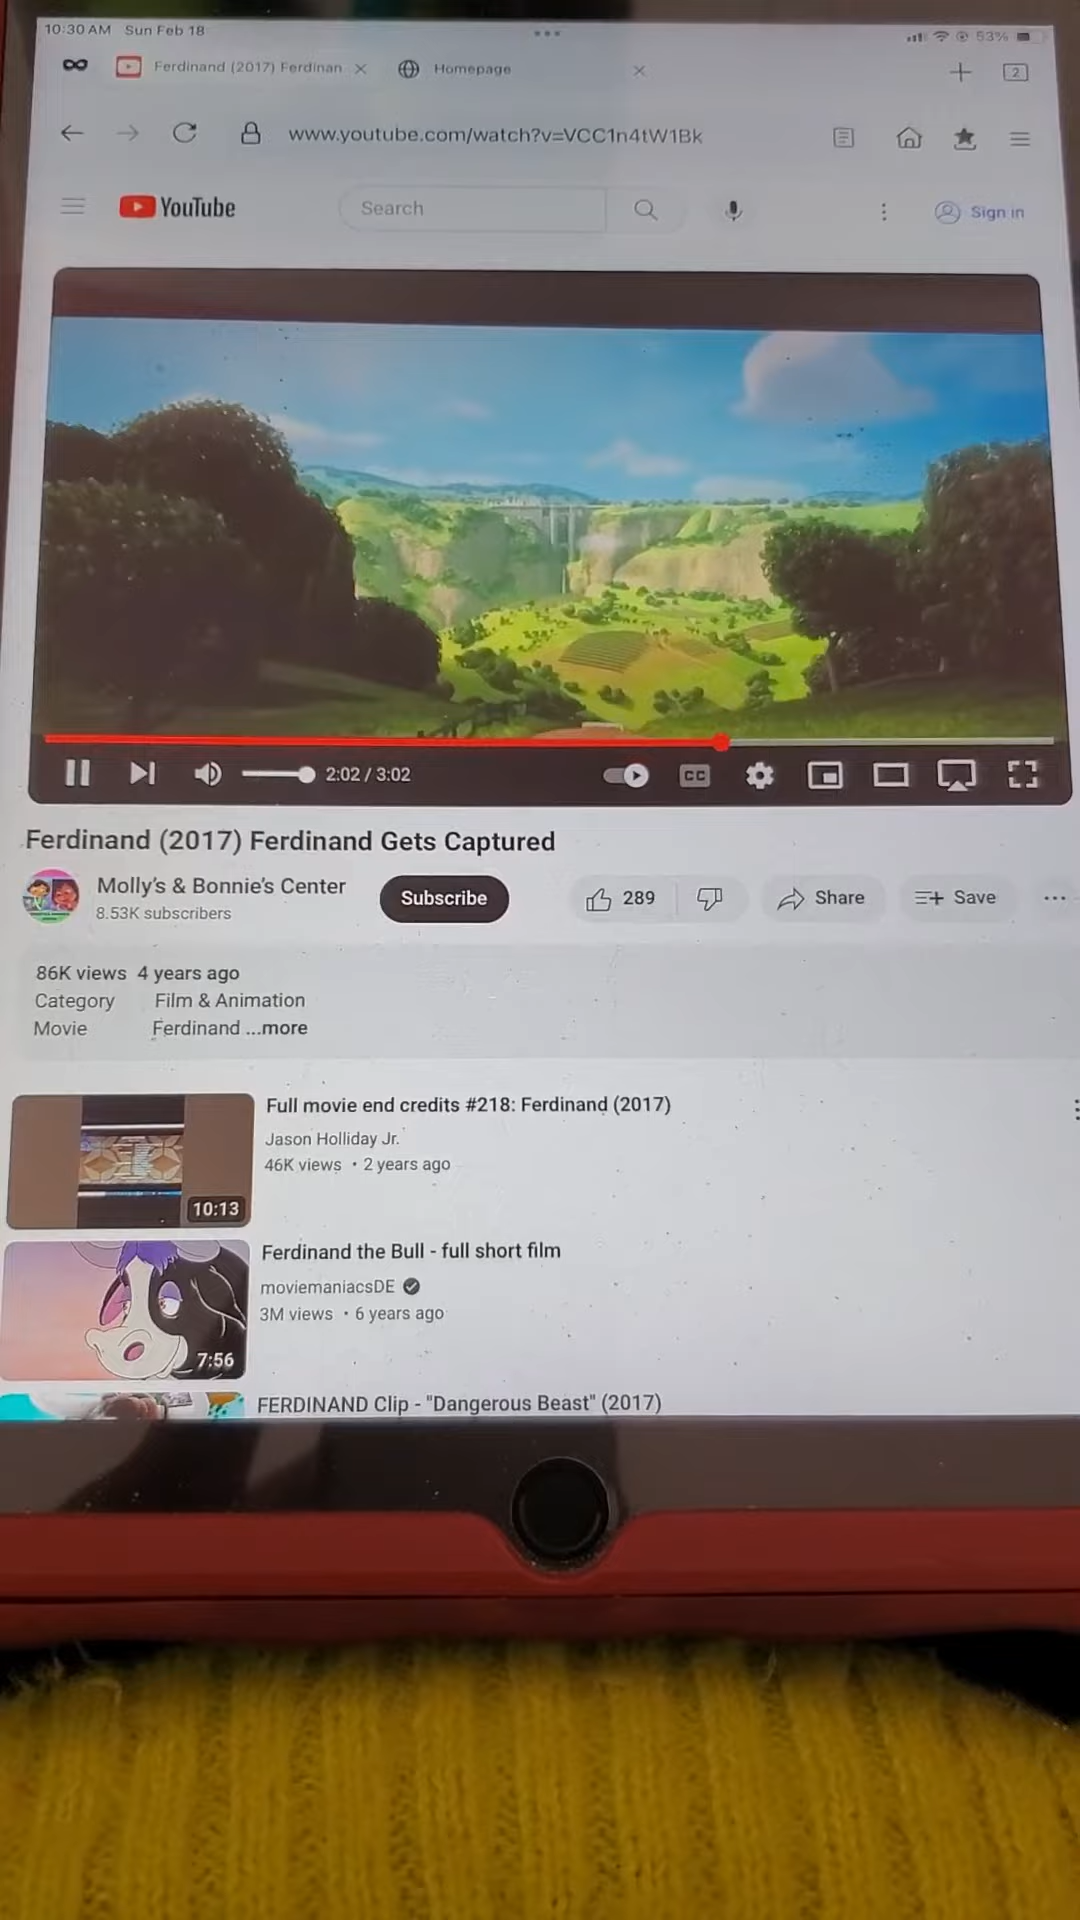 10:30 AM Sun Feb 18
53%
Ferdinand (2017) Ferdinan
Homepage
2
www.youtube.com/watch?v=VCC1n4tW1Bk
YouTube
Search
Sign in
2:02 / 3:02
CC
Ferdinand (2017) Ferdinand Gets Captured
Molly's & Bonnie's Center
8.53K subscribers
Subscribe
289
Share
Save
86K views 4 years ago
Category Film & Animation
Movie Ferdinand ...more
Full movie end credits #218: Ferdinand (2017)
Jason Holliday Jr.
46K views • 2 years ago
10:13
Ferdinand the Bull - full short film
moviemaniacsDE
3M views • 6 years ago
7:56
FERDINAND Clip - "Dangerous Beast" (2017)